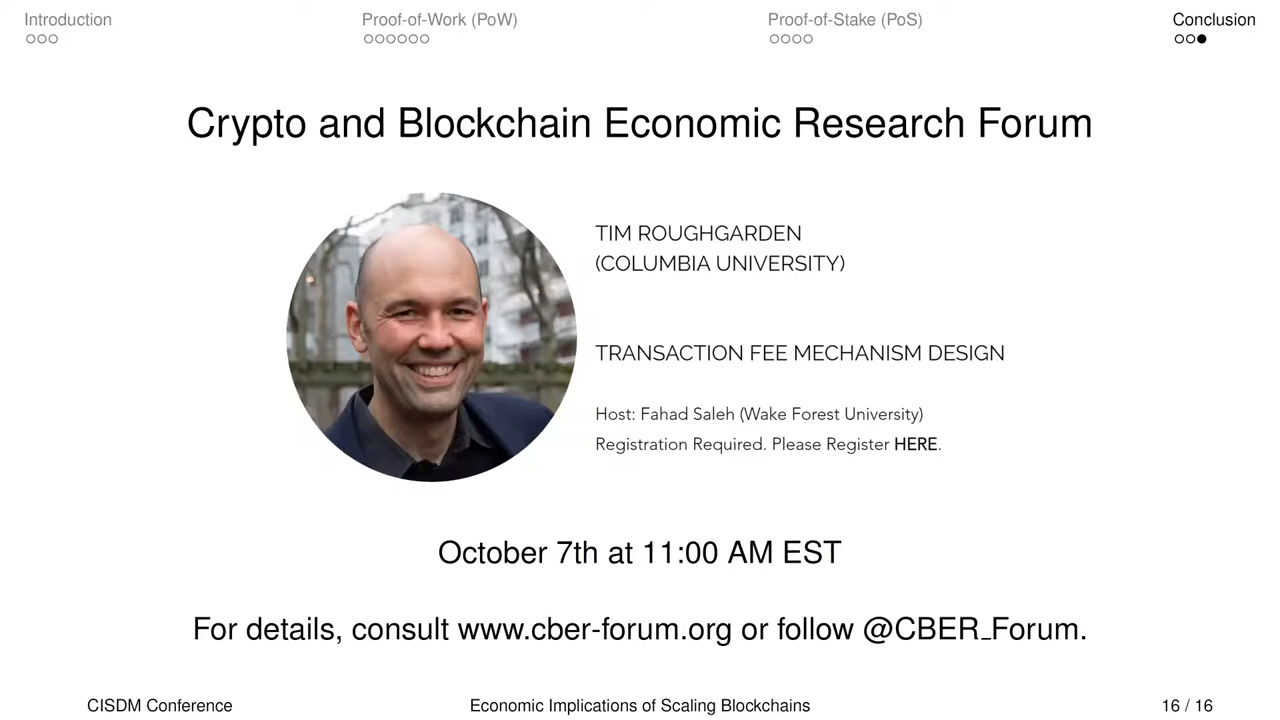 Introduction
Proof-of-Work (PoW)
Proof-of-Stake (PoS)
Conclusion
Crypto and Blockchain Economic Research Forum
TIM ROUGHGARDEN
(COLUMBIA UNIVERSITY)
TRANSACTION FEE MECHANISM DESIGN
Host: Fahad Saleh (Wake Forest University)
Registration Required. Please Register HERE.
October 7th at 11:00 AM EST
For details, consult www.cber-forum.org or follow @CBER_Forum.
CISDM Conference
Economic Implications of Scaling Blockchains
16 / 16